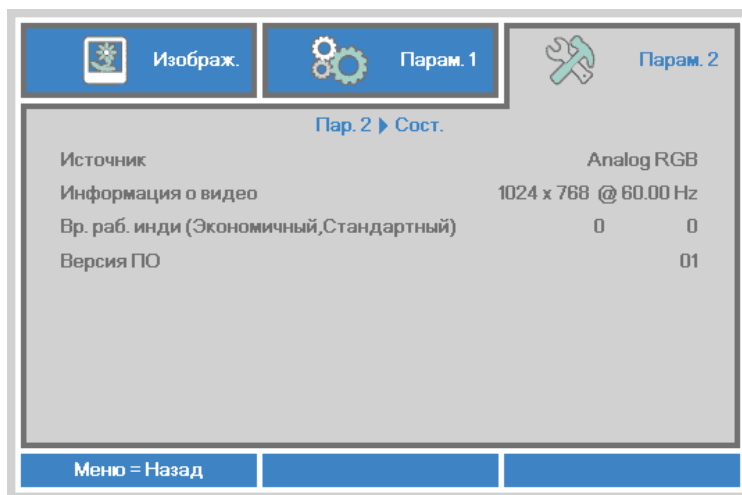 Изображ. Парам. 1 Парам. 2
Пар. 2 ▶ Сост.
Источник Analog RGB
Информация о видео 1024 x 768 @ 60.00 Hz
Вр. раб. инди (Экономичный,Стандартный) 0 0
Версия ПО 01
Меню = Назад